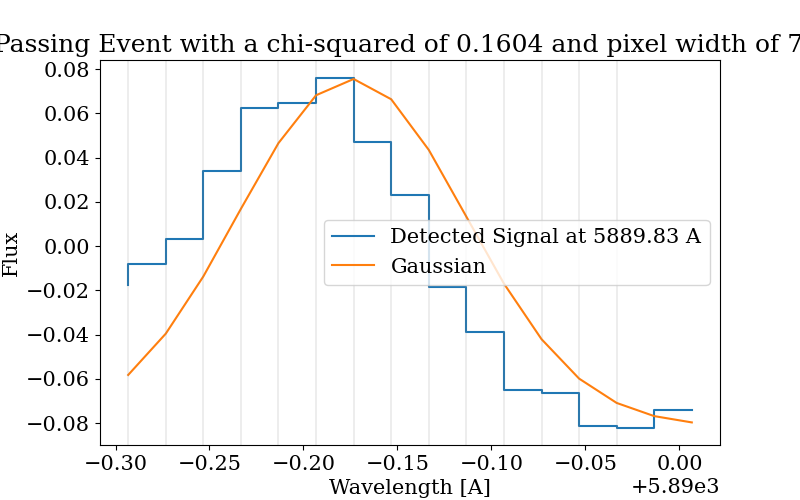 Passing Event with a chi-squared of 0.1604 and pixel width of 7
0.08
0.06
0.04
0.02
0.00
−0.02
−0.04
−0.06
−0.08
Flux
Detected Signal at 5889.83 A
Gaussian
−0.30 −0.25 −0.20 −0.15 −0.10 −0.05 0.00
+5.89e3
Wavelength [A]